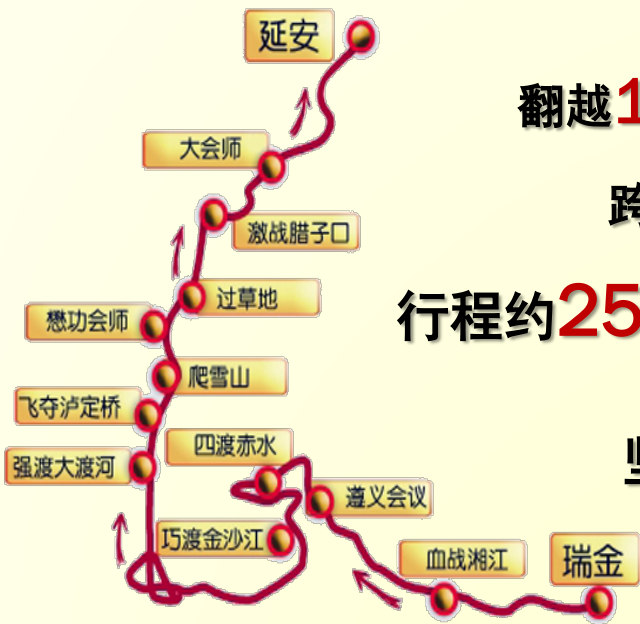 延安
翻越1
大会师
跨
激战腊子口
过草地
行程约25
懋功会师
爬雪山
飞夺泸定桥
四渡赤水
强渡大渡河
坚
遵义会议
巧渡金沙江
血战湘江
瑞金